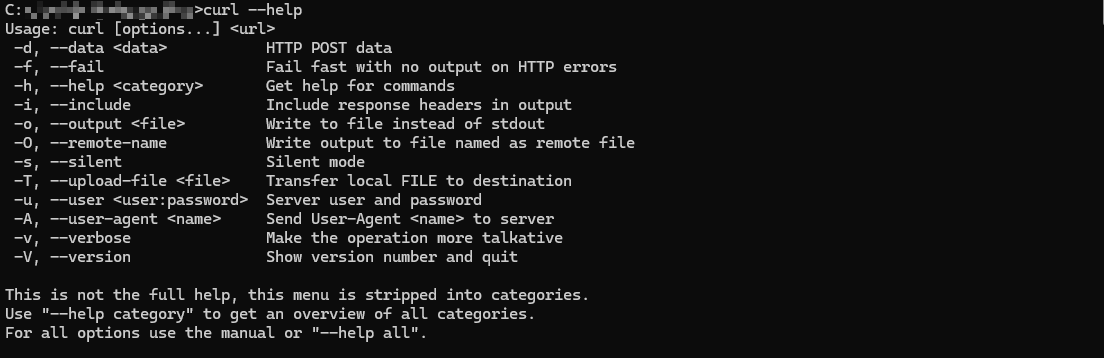 C:>curl --help
Usage: curl [options...] <url>
 -d, --data <data>           HTTP POST data
 -f, --fail                  Fail fast with no output on HTTP errors
 -h, --help <category>       Get help for commands
 -i, --include               Include response headers in output
 -o, --output <file>         Write to file instead of stdout
 -O, --remote-name           Write output to file named as remote file
 -s, --silent                Silent mode
 -T, --upload-file <file>    Transfer local FILE to destination
 -u, --user <user:password>  Server user and password
 -A, --user-agent <name>     Send User-Agent <name> to server
 -v, --verbose               Make the operation more talkative
 -V, --version               Show version number and quit

This is not the full help, this menu is stripped into categories.
Use "--help category" to get an overview of all categories.
For all options use the manual or "--help all".